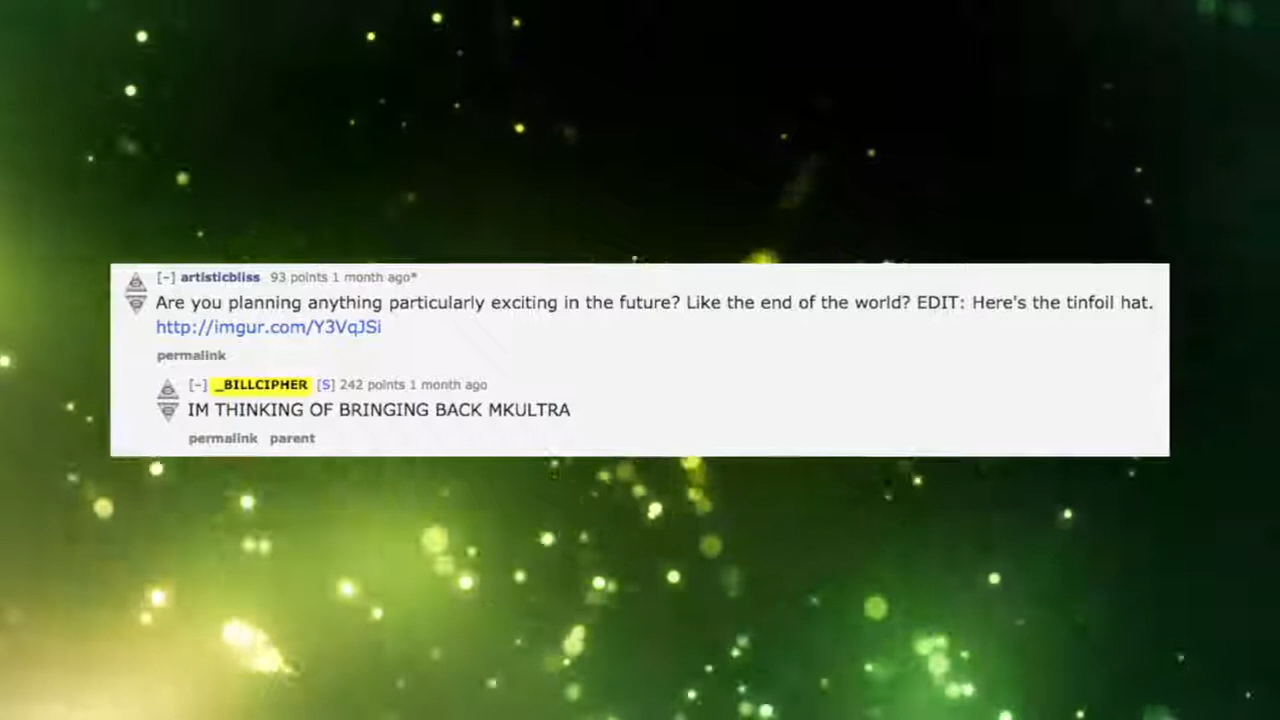 [–] artisticbliss 93 points 1 month ago*
Are you planning anything particularly exciting in the future? Like the end of the world? EDIT: Here's the tinfoil hat.
http://imgur.com/Y3VqJSi
permalink
[–] _BILLCIPHER [S] 242 points 1 month ago
IM THINKING OF BRINGING BACK MKULTRA
permalink parent